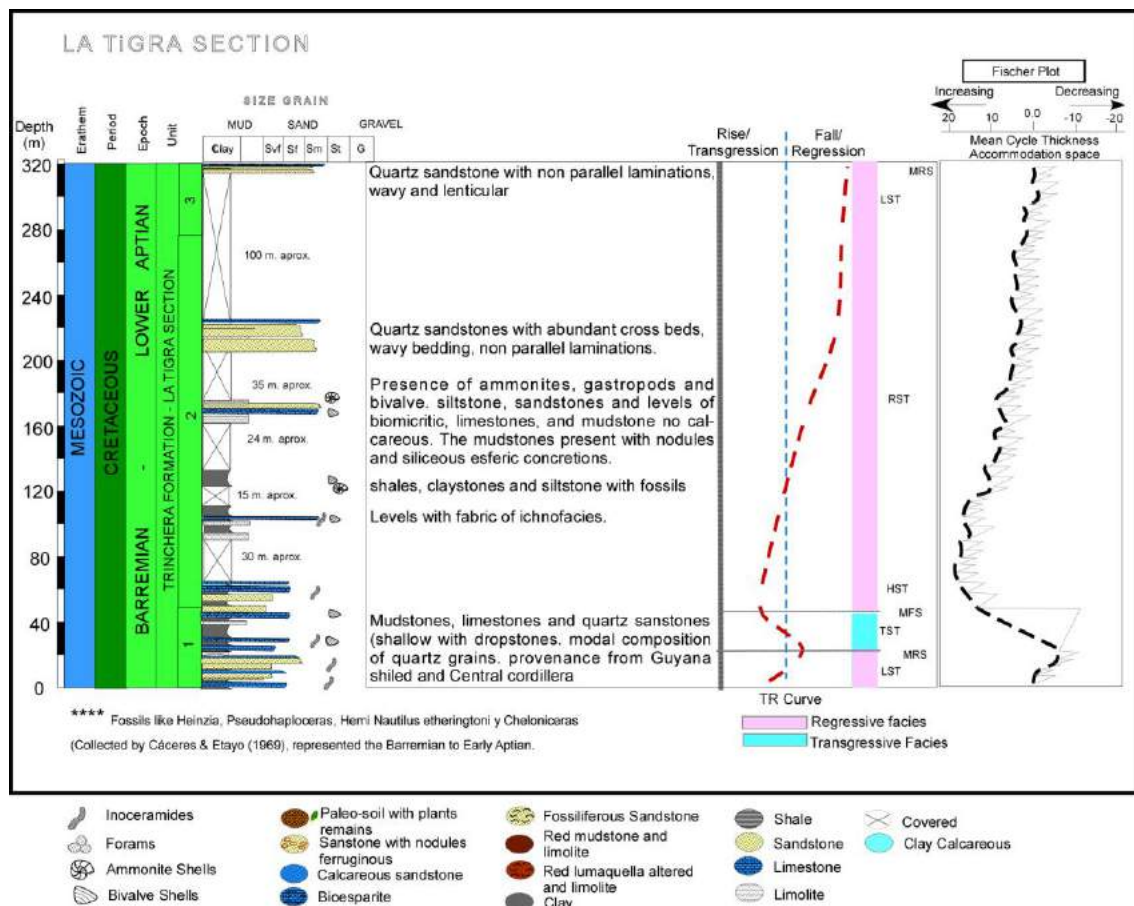 LA TiGRA SECTION
Fischer Plot
Increasing
Decreasing
20
10
0.0
-10
-20
Mean Cycle Thickness
Accommodation space
SIZE GRAIN
MUD
SAND
GRAVEL
Clay
Svf
Sf
Sm
St
G
Depth
(m)
Erathem
Period
Epoch
Unit
Rise/
Transgression
Fall/
Regression
320
280
240
200
160
120
80
40
0
MESOZOIC
CRETACEOUS
BARREMIAN - LOWER APTIAN
TRINCHERA FORMATION - LA TIGRA SECTION
3
2
1
100 m. aprox.
35 m. aprox.
24 m. aprox.
15 m. aprox.
30 m. aprox.
Quartz sandstone with non parallel laminations,
wavy and lenticular
Quartz sandstones with abundant cross beds,
wavy bedding, non parallel laminations.
Presence of ammonites, gastropods and
bivalve. siltstone, sandstones and levels of
biomicritic, limestones, and mudstone no cal-
careous. The mudstones present with nodules
and siliceous esferic concretions.
shales, claystones and siltstone with fossils
Levels with fabric of ichnofacies.
Mudstones, limestones and quartz sanstones
(shallow with dropstones. modal composition
of quartz grains. provenance from Guyana
shiled and Central cordillera
MRS
LST
RST
HST
MFS
TST
MRS
LST
TR Curve
Regressive facies
Transgressive Facies
**** Fossils like Heinzia, Pseudohaploceras, Hemi Nautilus etheringtoni y Cheloniceras
(Collected by Cáceres & Etayo (1969), represented the Barremian to Early Aptian.
Inoceramides
Forams
Ammonite Shells
Bivalve Shells
Paleo-soil with plants
remains
Sanstone with nodules
ferruginous
Calcareous sandstone
Bioesparite
Fossiliferous Sandstone
Red mudstone and
limolite
Red lumaquella altered
and limolite
Clay
Shale
Sandstone
Limestone
Limolite
Covered
Clay Calcareous